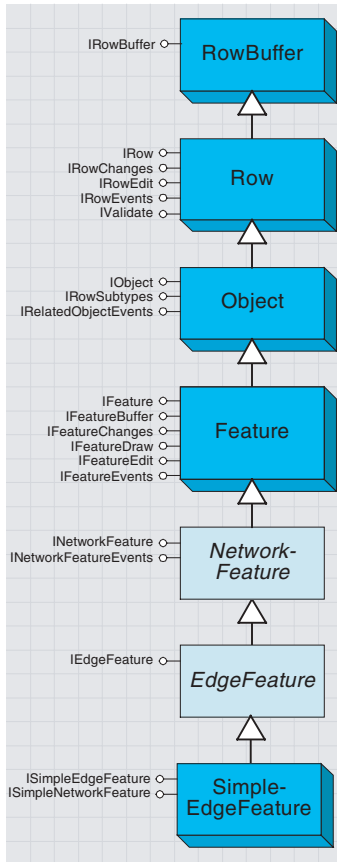 IRowBuffer
RowBuffer
IRow
IRowChanges
IRowEdit
IRowEvents
IValidate
Row
IObject
IRowSubtypes
IRelatedObjectEvents
Object
IFeature
IFeatureBuffer
IFeatureChanges
IFeatureDraw
IFeatureEdit
IFeatureEvents
Feature
INetworkFeature
INetworkFeatureEvents
Network-
Feature
IEdgeFeature
EdgeFeature
ISimpleEdgeFeature
ISimpleNetworkFeature
Simple-
EdgeFeature